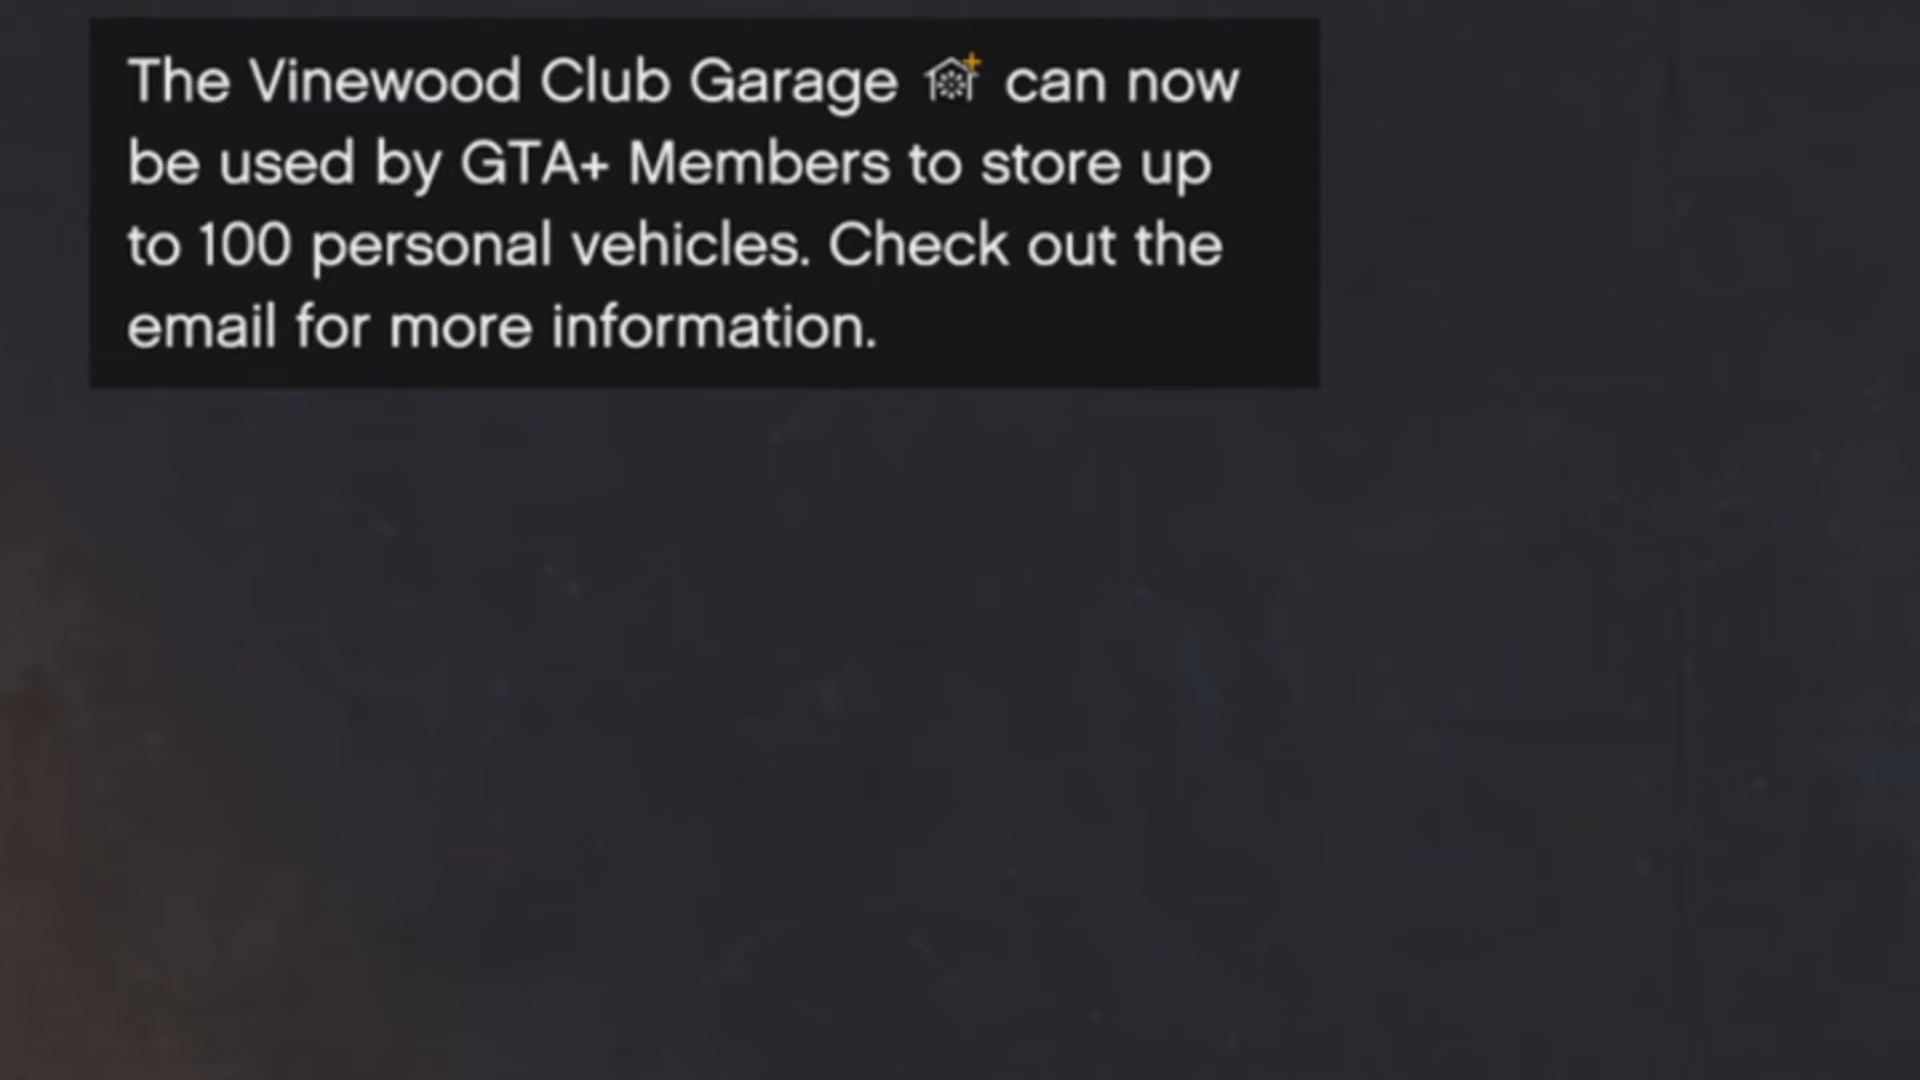 The Vinewood Club Garage can now
be used by GTA+ Members to store up
to 100 personal vehicles. Check out the
email for more information.